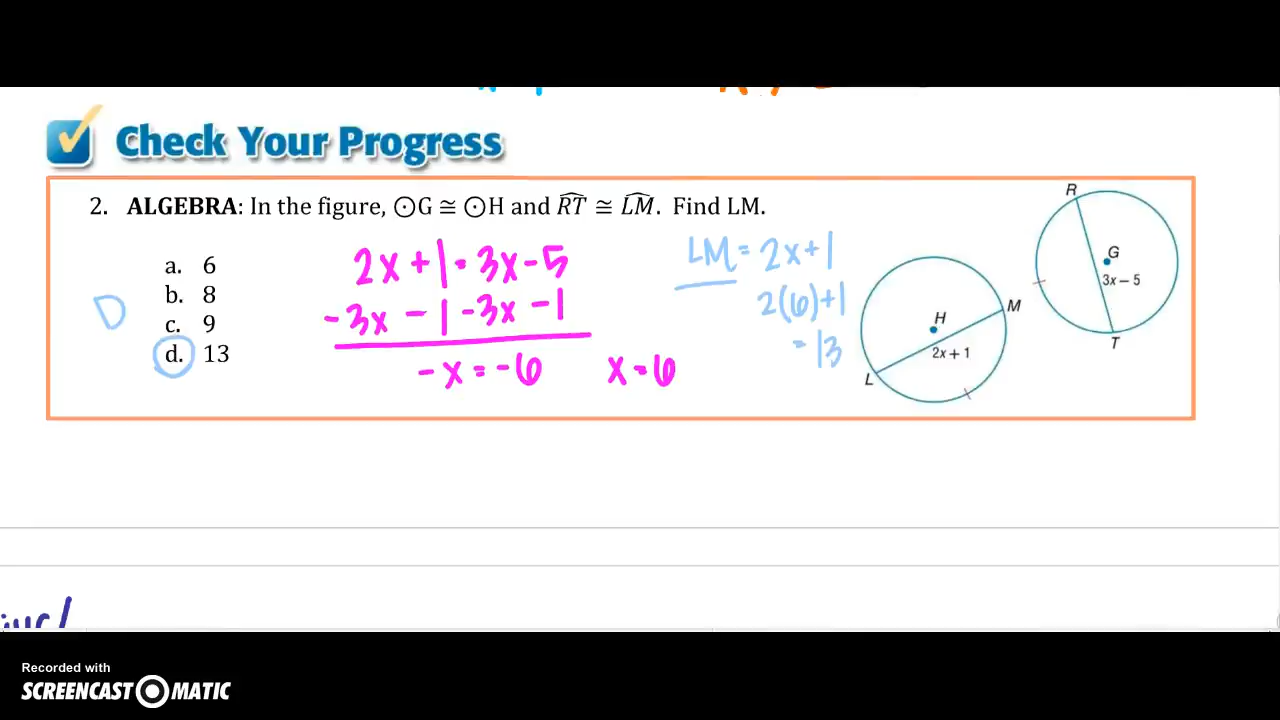 Check Your Progress
2. ALGEBRA: In the figure, ⊙G ≅ ⊙H and R͡T ≅ L͡M. Find LM.
a. 6
b. 8
c. 9
d. 13
D
2x + 1 = 3x - 5
- 3x - 1 - 3x - 1
- x = - 6 x = 6
LM = 2x + 1
2(6) + 1
= 13
H
M
2x + 1
L
R
G
3x − 5
T
Recorded with
SCREENCAST MATIC